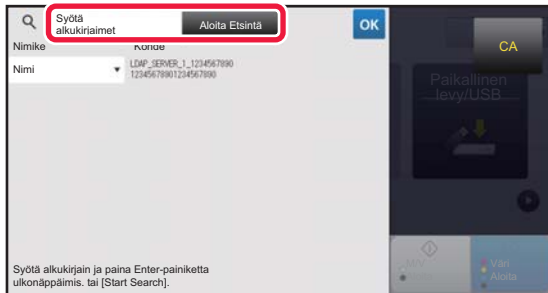 Syötä
alkukirjaimet
Aloita Etsintä
OK
CA
Nimike
Kohde
Nimi
LDAP_SERVER_1_1234567890
12345678901234567890
Paikallinen
levy/USB
M/V
Väri
Aloita
Syötä alkukirjain ja paina Enter-painiketta
ulkonäppäimis. tai [Start Search].